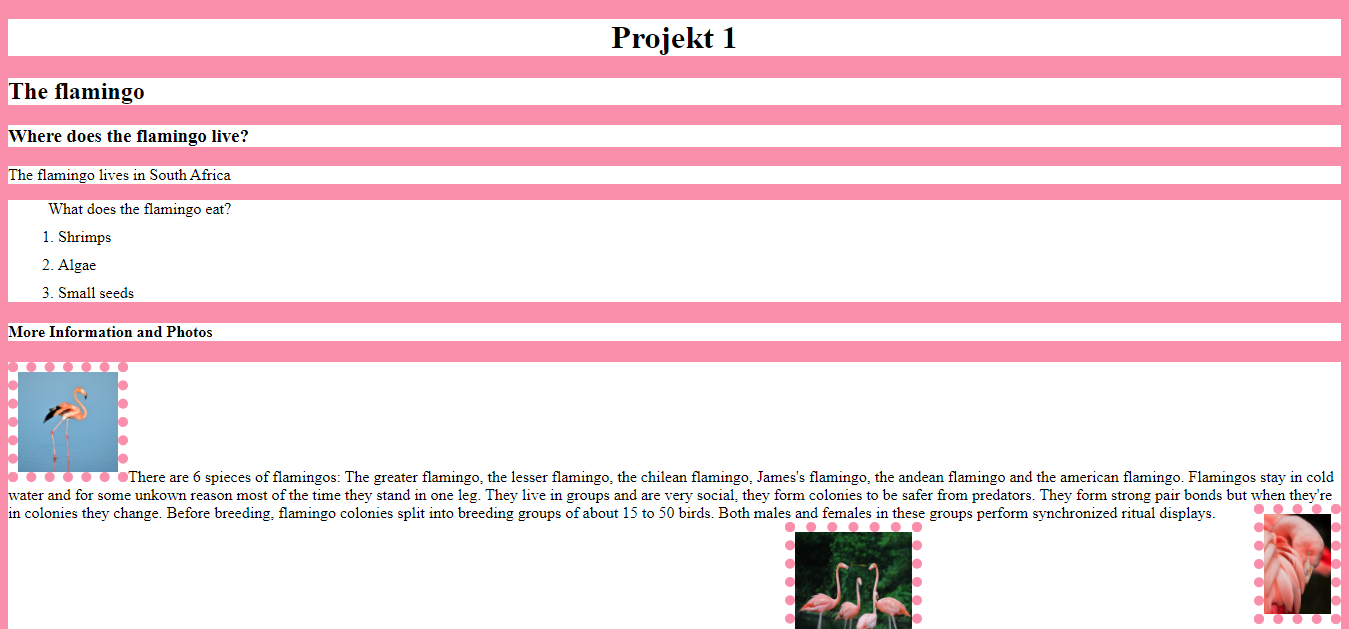 Projekt 1
The flamingo
Where does the flamingo live?
The flamingo lives in South Africa
What does the flamingo eat?
1. Shrimps
2. Algae
3. Small seeds
More Information and Photos
There are 6 spieces of flamingos: The greater flamingo, the lesser flamingo, the chilean flamingo, James's flamingo, the andean flamingo and the american flamingo. Flamingos stay in cold
water and for some unkown reason most of the time they stand in one leg. They live in groups and are very social, they form colonies to be safer from predators. They form strong pair bonds but when they're
in colonies they change. Before breeding, flamingo colonies split into breeding groups of about 15 to 50 birds. Both males and females in these groups perform synchronized ritual displays.